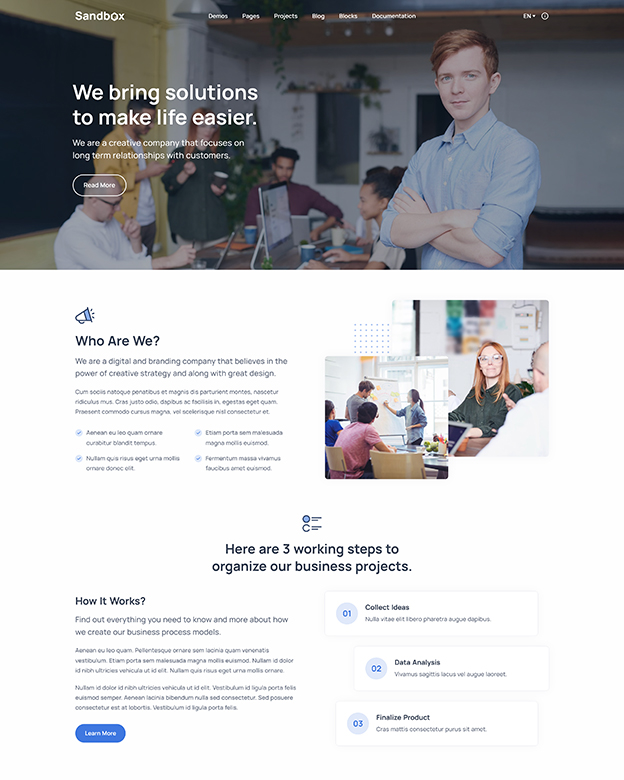 Sandbox
Demos Pages Projects Blog Blocks Documentation
EN
We bring solutions
to make life easier.
We are a creative company that focuses on
long term relationships with customers.
Read More
Who Are We?
We are a digital and branding company that believes in the
power of creative strategy and along with great design.
Cum sociis natoque penatibus et magnis dis parturient montes, nascetur
ridiculus mus. Cras justo odio, dapibus ac facilisis in, egestas eget quam.
Praesent commodo cursus magna, vel scelerisque nisl consectetur et.
Aenean eu leo quam ornare
curabitur blandit tempus.
Nullam quis risus eget urna mollis
ornare donec elit.
Etiam porta sem malesuada
magna mollis euismod.
Fermentum massa vivamus
faucibus amet euismod.
Here are 3 working steps to
organize our business projects.
How It Works?
Find out everything you need to know and more about how
we create our business process models.
Aenean eu leo quam. Pellentesque ornare sem lacinia quam venenatis
vestibulum. Etiam porta sem malesuada magna mollis euismod. Nullam id dolor
id nibh ultricies vehicula ut id elit. Nullam quis risus eget urna mollis ornare.
Nullam id dolor id nibh ultricies vehicula ut id elit. Vestibulum id ligula porta felis
euismod semper. Aenean lacinia bibendum nulla sed consectetur. Sed posuere
consectetur est at lobortis. Vestibulum id ligula porta felis.
Learn More
01
Collect Ideas
Nulla vitae elit libero pharetra augue dapibus.
02
Data Analysis
Vivamus sagittis lacus vel augue laoreet.
03
Finalize Product
Cras mattis consectetur purus sit amet.